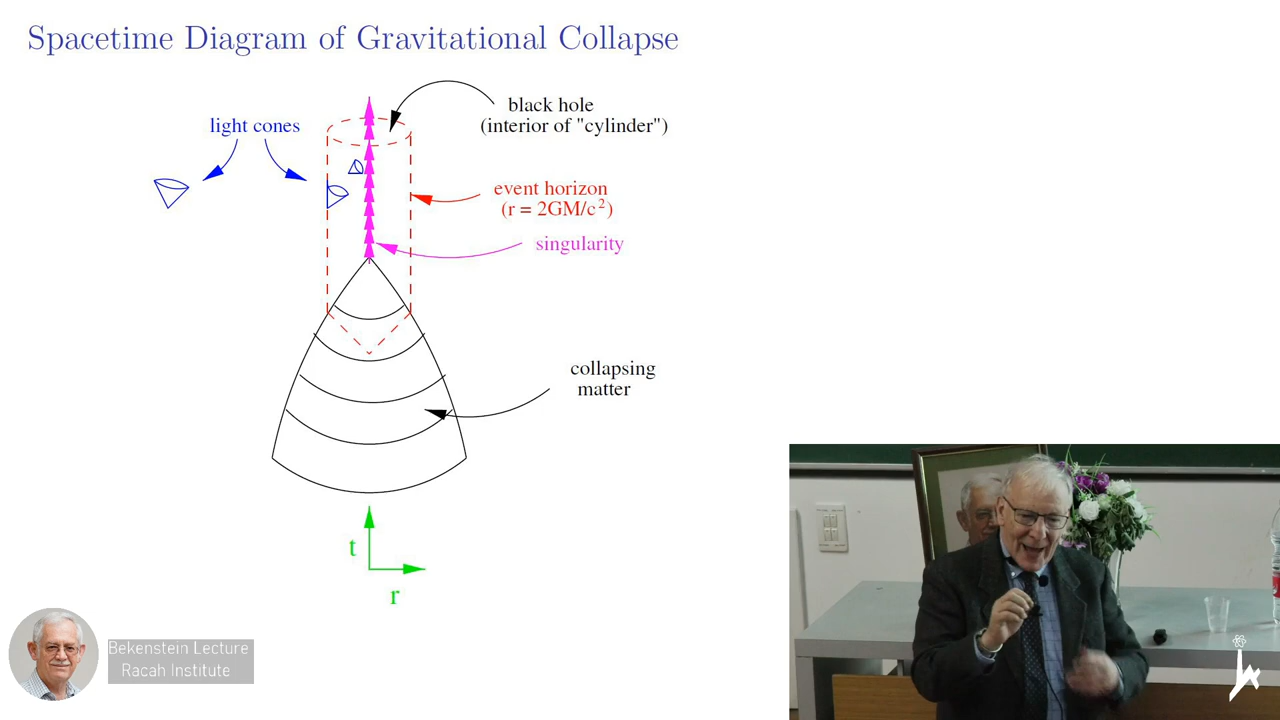 Spacetime Diagram of Gravitational Collapse
black hole
(interior of "cylinder")
light cones
event horizon
(r = 2GM/c²)
singularity
collapsing
matter
t
r
Bekenstein Lecture
Racah Institute